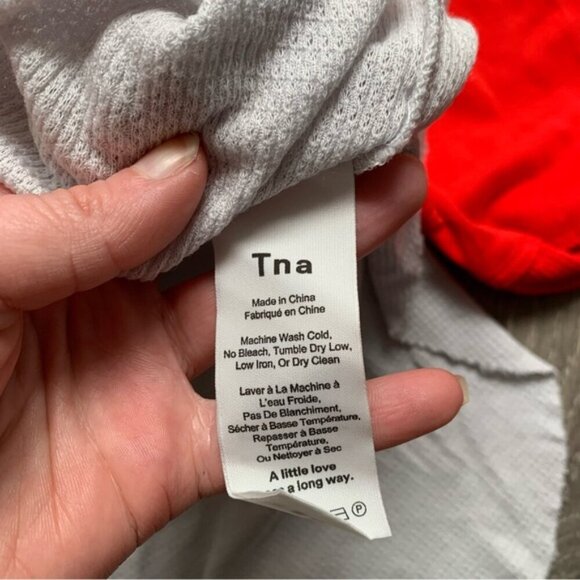 Tna
Made in China
Fabriqué en Chine
Machine Wash Cold,
No Bleach, Tumble Dry Low,
Low Iron, Or Dry Clean
Laver à La Machine à
L'eau Froide,
Pas De Blanchiment,
Sécher à Basse Température,
Repasser à Basse
Température,
Ou Nettoyer à Sec
A little love
a long way.
P